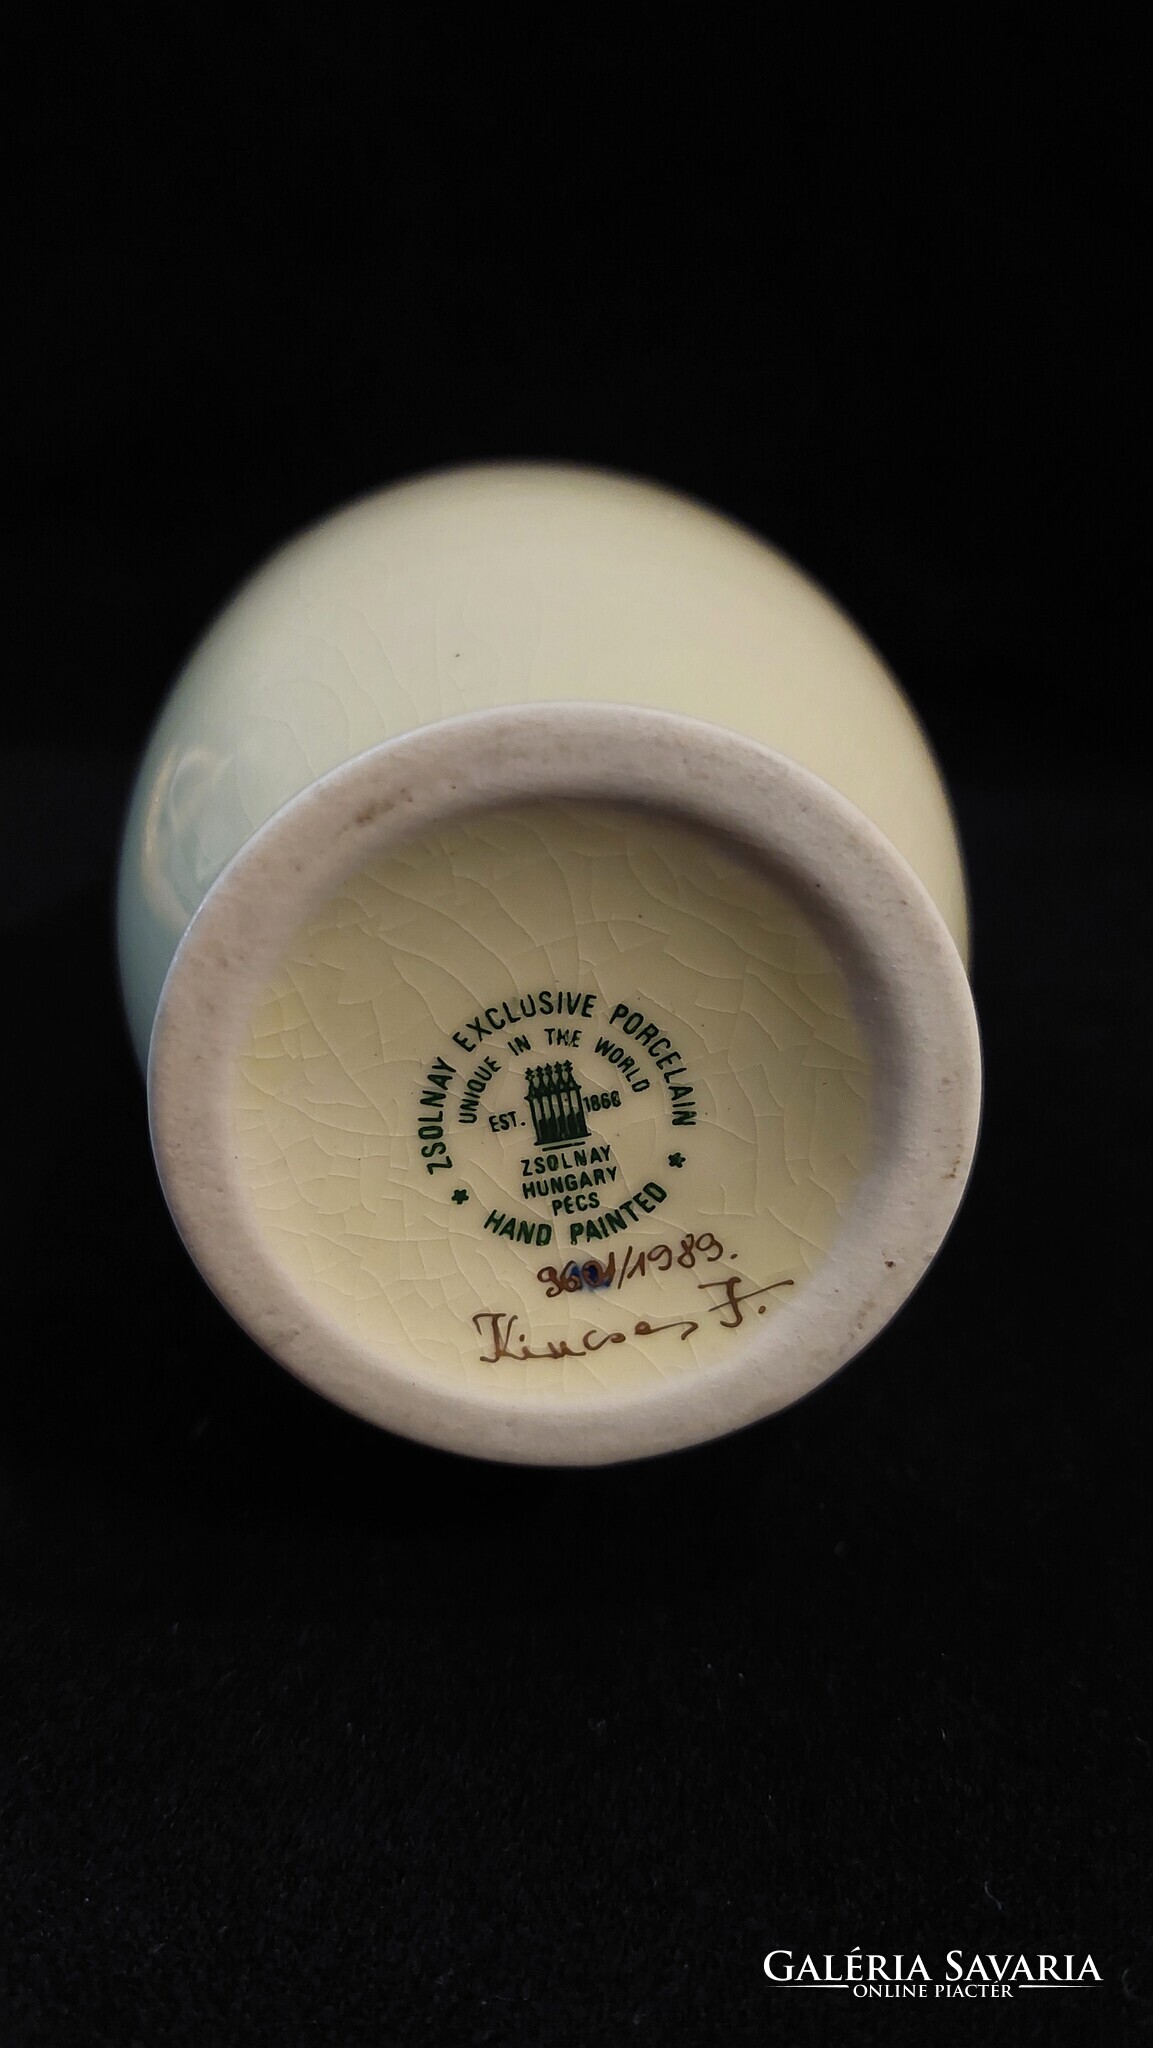 ZSOLNAY EXCLUSIVE PORCELAIN
UNIQUE IN THE WORLD
EST. 1868
ZSOLNAY
HUNGARY
PÉCS
* HAND PAINTED *
9601/1989.
Kincses J.
GALÉRIA SAVARIA
ONLINE PIACTÉR